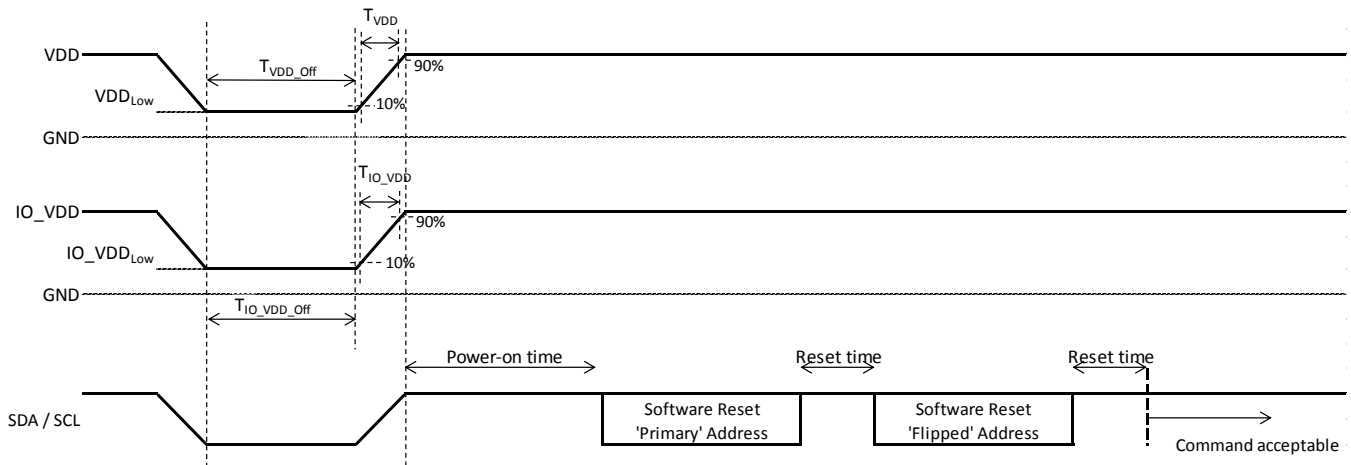 T_VDD
VDD
90%
T_VDD_Off
VDD_Low
10%
GND
T_IO_VDD
IO_VDD
90%
IO_VDD_Low
10%
GND
T_IO_VDD_Off
Power-on time
Reset time
Reset time
SDA / SCL
Software Reset
'Primary' Address
Software Reset
'Flipped' Address
Command acceptable